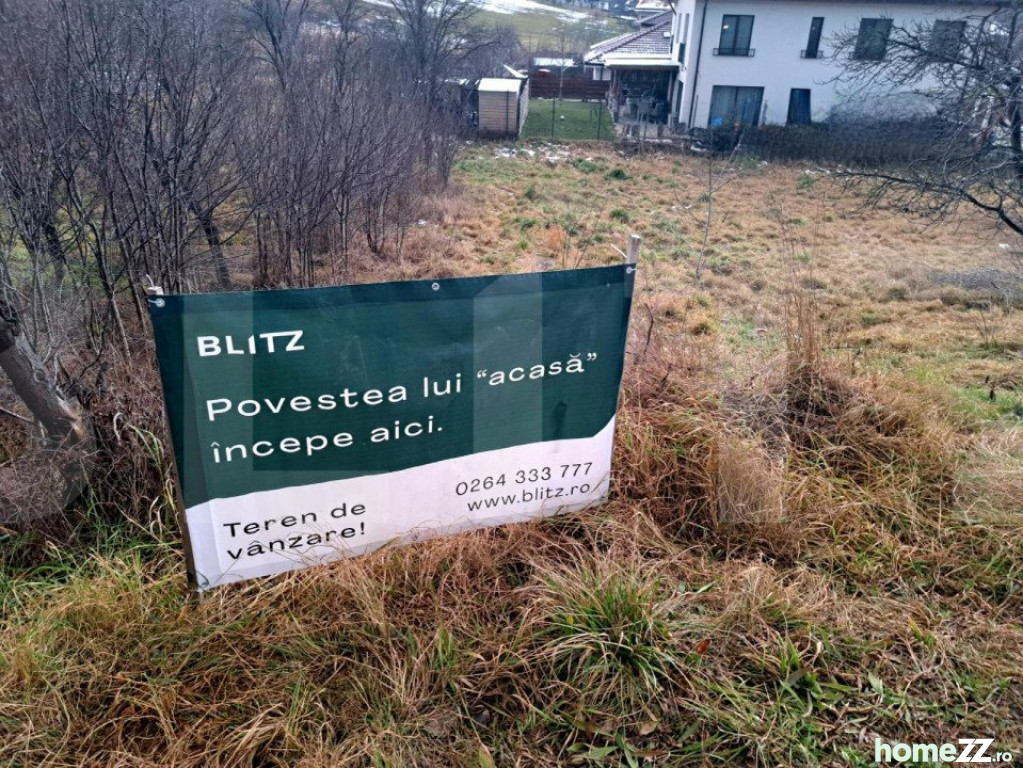 BLITZ
Povestea lui “acasă”
începe aici.
Teren de
vânzare!
0264 333 777
www.blitz.ro
homeZZ.ro